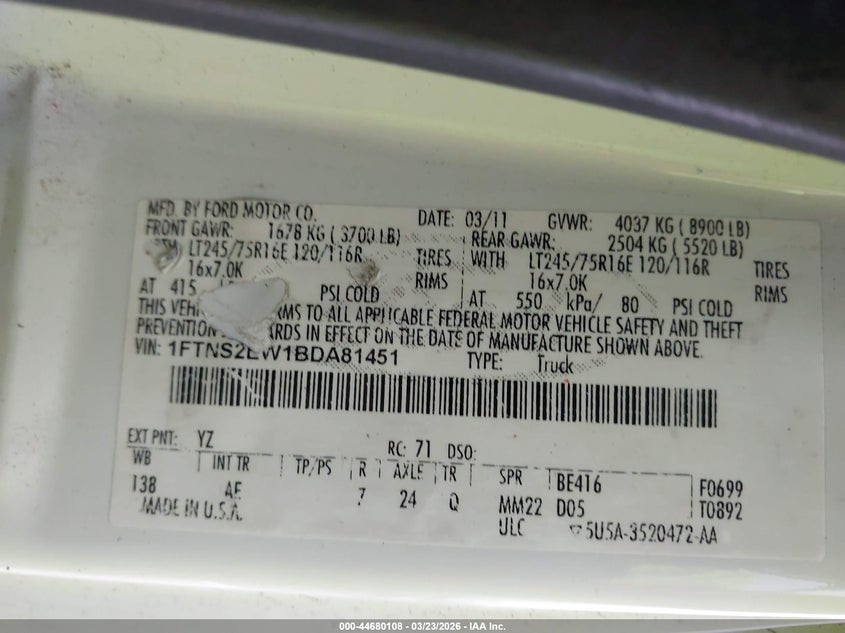 MFD. BY FORD MOTOR CO. DATE: 03/11 GVWR: 4037 KG ( 8900 LB)
FRONT GAWR: 1678 KG ( 3700 LB) REAR GAWR: 2504 KG ( 5520 LB)
LT245/75R16E 120/116R TIRES WITH LT245/75R16E 120/116R TIRES
16x7.0K RIMS 16x7.0K RIMS
AT 415 PSI COLD AT 550 kPa/ 80 PSI COLD
THIS TO ALL APPLICABLE FEDERAL MOTOR VEHICLE SAFETY AND THEFT
PREVENTION IN EFFECT ON THE DATE OF MANUFACTURE SHOWN ABOVE.
VIN: 1FTNS2EW1BDA81451 TYPE: Truck
EXT PNT: YZ RC: 71 DSO:
WB INT TR TP/PS R AXLE TR SPR BE416 F0699
138 AE 7 24 Q MM22 D05 T0892
MADE IN U.S.A. ULC 5U5A-3520472-AA
000-44680108 - 03/23/2026 - IAA Inc.